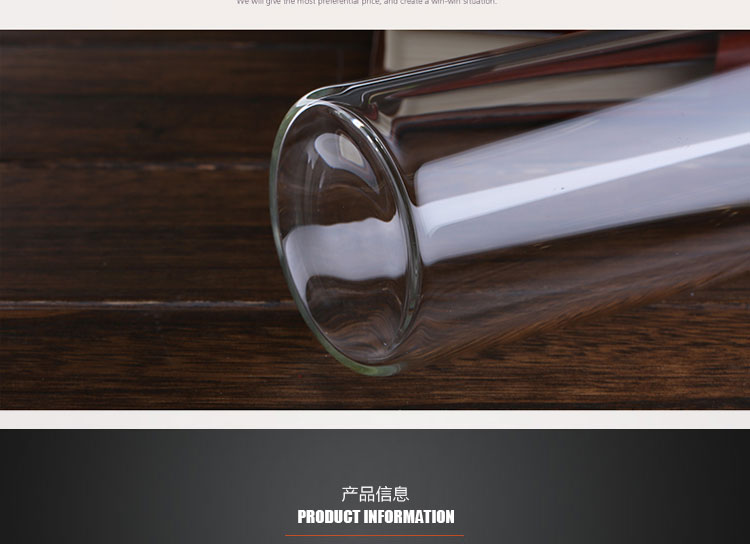 We will give the most preferential price, and create a win-win situation.
产品信息
PRODUCT INFORMATION